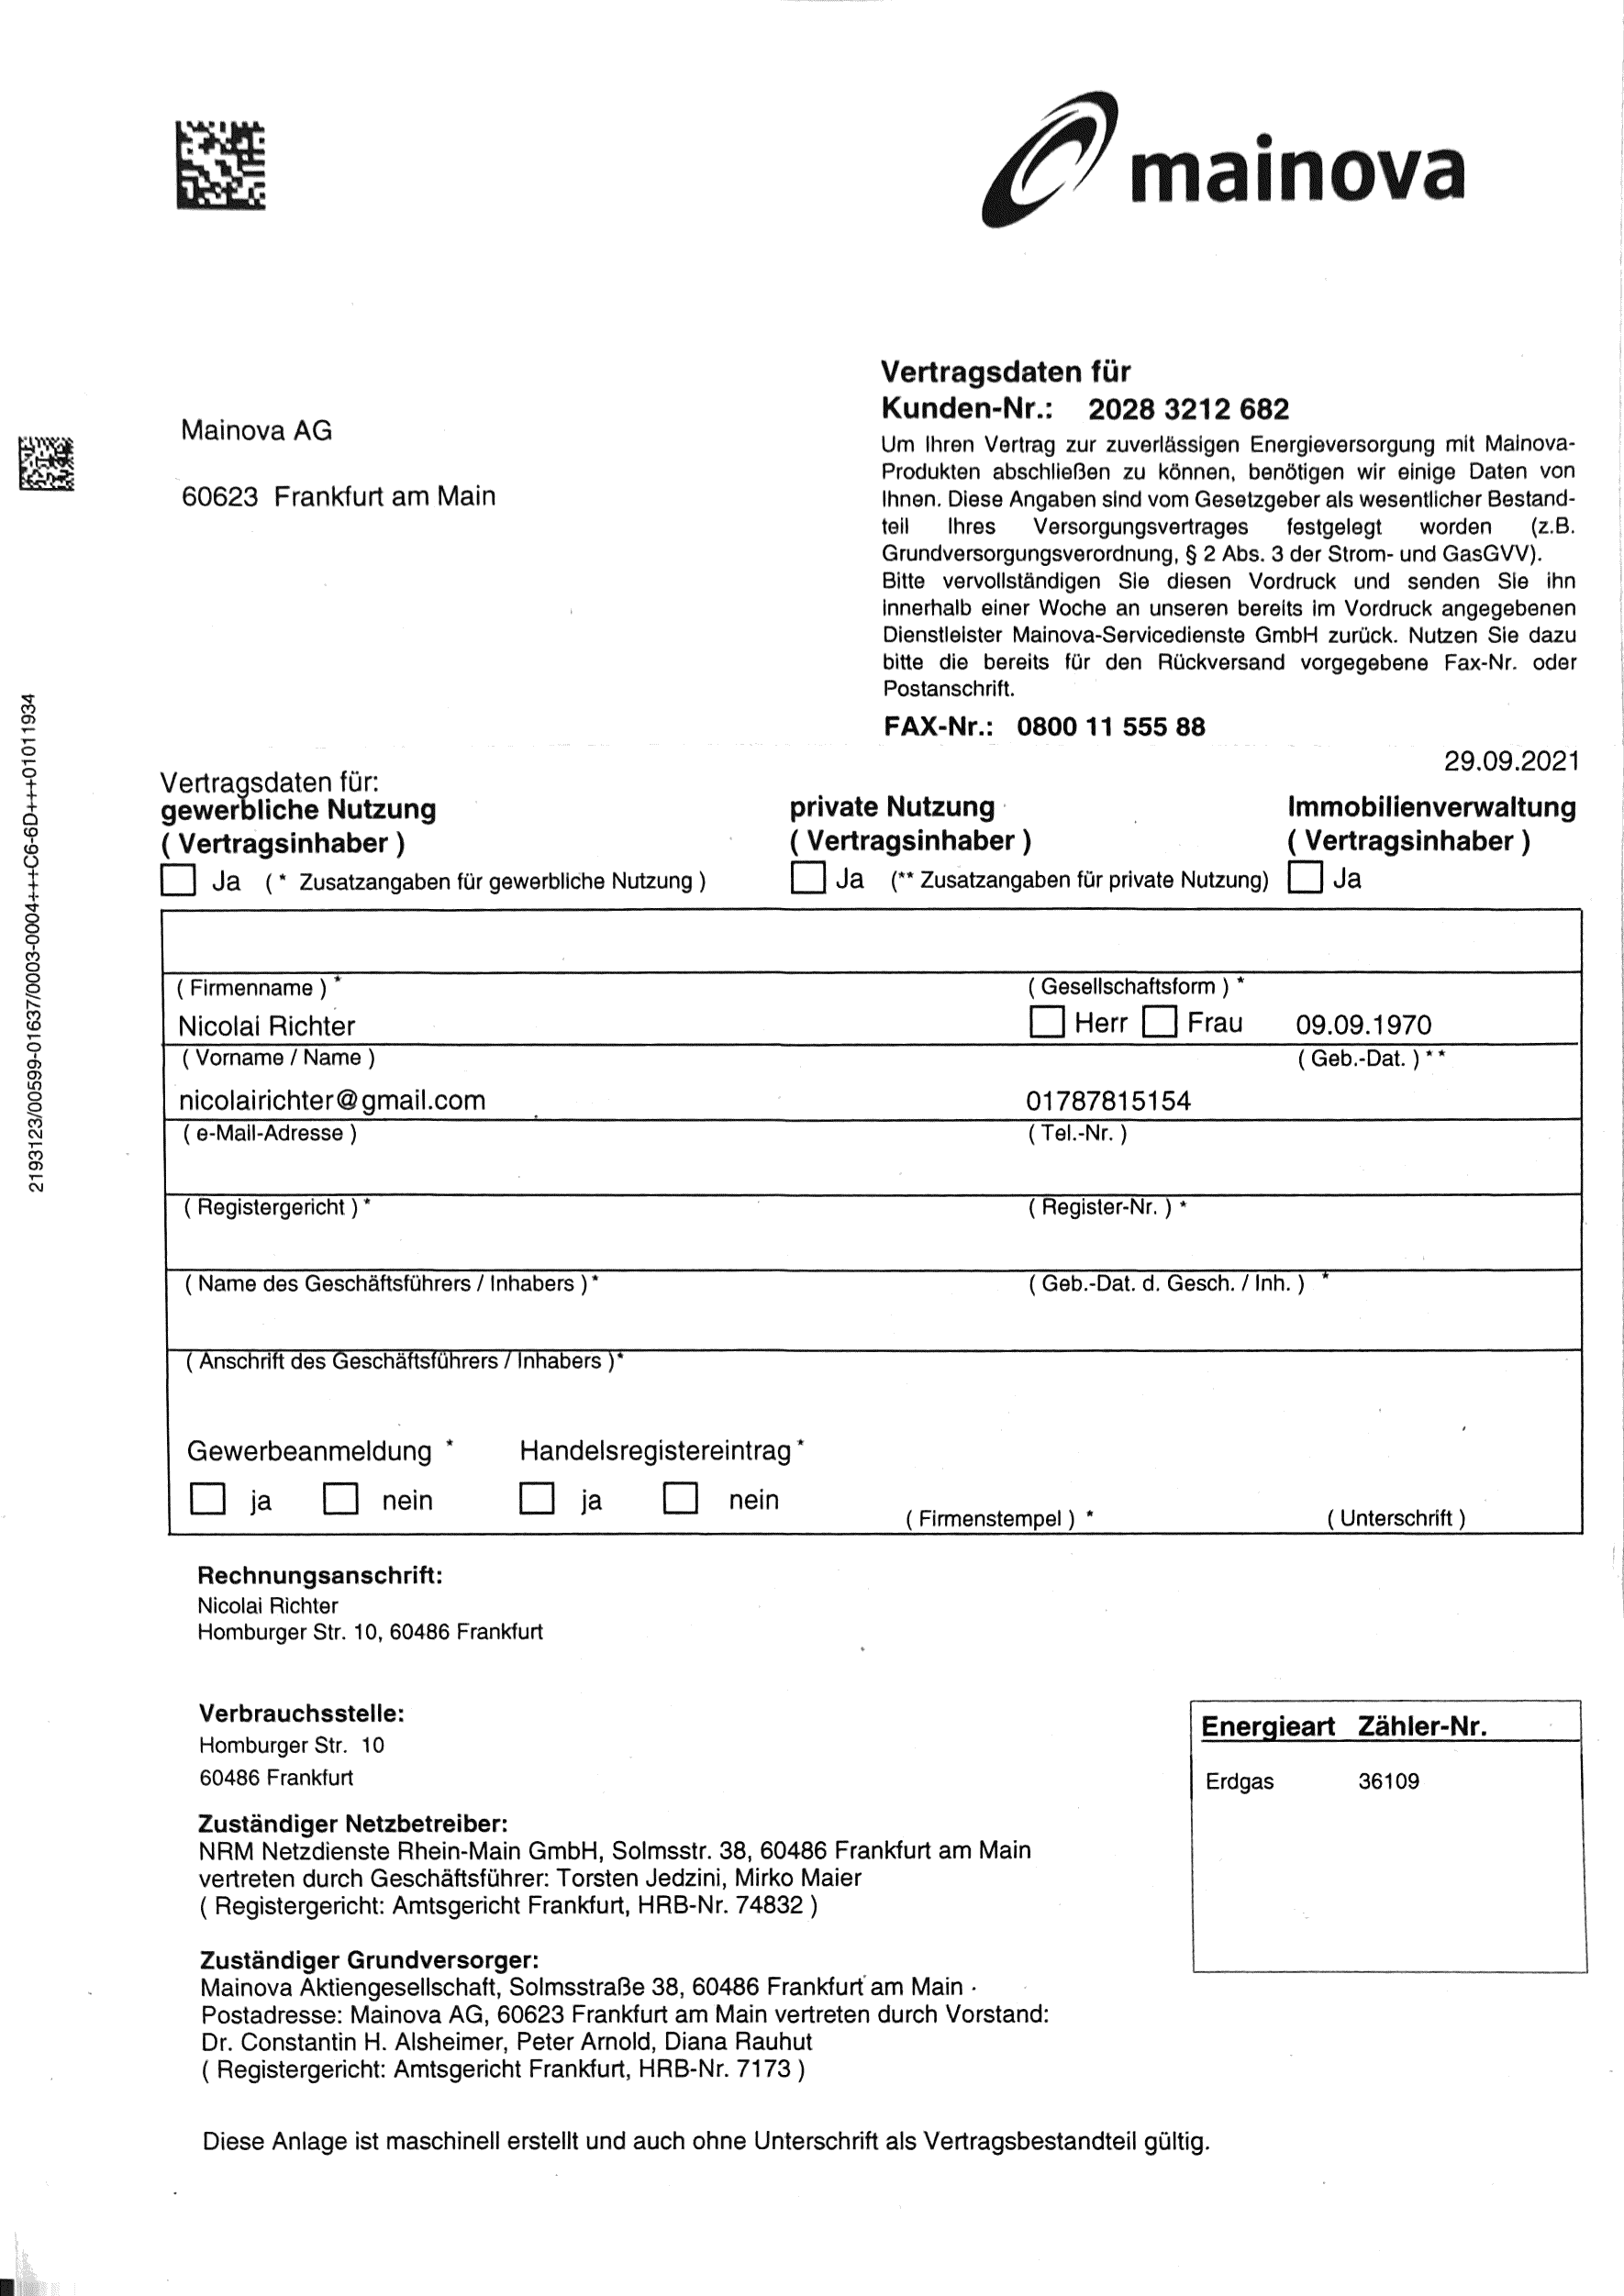 mainova
Vertragsdaten für
Kunden-Nr.: 2028 3212 682
Mainova AG
60623 Frankfurt am Main
Um Ihren Vertrag zur zuverlässigen Energieversorgung mit Mainova-
Produkten abschließen zu können, benötigen wir einige Daten von
Ihnen. Diese Angaben sind vom Gesetzgeber als wesentlicher Bestand-
teil Ihres Versorgungsvertrages festgelegt worden (z.B.
Grundversorgungsverordnung, § 2 Abs. 3 der Strom- und GasGVV).
Bitte vervollständigen Sie diesen Vordruck und senden Sie ihn
innerhalb einer Woche an unseren bereits im Vordruck angegebenen
Dienstleister Mainova-Servicedienste GmbH zurück. Nutzen Sie dazu
bitte die bereits für den Rückversand vorgegebene Fax-Nr. oder
Postanschrift.
FAX-Nr.: 0800 11 555 88
29.09.2021
2193123/00599-01637/0003-0004+++C6-6D+++01011934
Vertragsdaten für:
gewerbliche Nutzung private Nutzung Immobilienverwaltung
( Vertragsinhaber ) ( Vertragsinhaber ) ( Vertragsinhaber )
Ja ( * Zusatzangaben für gewerbliche Nutzung ) Ja (** Zusatzangaben für private Nutzung) Ja
( Firmenname ) * ( Gesellschaftsform ) *
Nicolai Richter Herr Frau 09.09.1970
( Vorname / Name ) ( Geb.-Dat. ) **
nicolairichter@gmail.com 01787815154
( e-Mail-Adresse ) ( Tel.-Nr. )
( Registergericht ) * ( Register-Nr. ) *
( Name des Geschäftsführers / Inhabers ) * ( Geb.-Dat. d. Gesch. / Inh. ) *
( Anschrift des Geschäftsführers / Inhabers ) *
Gewerbeanmeldung * Handelsregistereintrag *
ja nein ja nein
( Firmenstempel ) * ( Unterschrift )
Rechnungsanschrift:
Nicolai Richter
Homburger Str. 10, 60486 Frankfurt
Verbrauchsstelle:
Homburger Str. 10
60486 Frankfurt
Energieart Zähler-Nr.
Erdgas 36109
Zuständiger Netzbetreiber:
NRM Netzdienste Rhein-Main GmbH, Solmsstr. 38, 60486 Frankfurt am Main
vertreten durch Geschäftsführer: Torsten Jedzini, Mirko Maier
( Registergericht: Amtsgericht Frankfurt, HRB-Nr. 74832 )
Zuständiger Grundversorger:
Mainova Aktiengesellschaft, Solmsstraße 38, 60486 Frankfurt am Main
Postadresse: Mainova AG, 60623 Frankfurt am Main vertreten durch Vorstand:
Dr. Constantin H. Alsheimer, Peter Arnold, Diana Rauhut
( Registergericht: Amtsgericht Frankfurt, HRB-Nr. 7173 )
Diese Anlage ist maschinell erstellt und auch ohne Unterschrift als Vertragsbestandteil gültig.